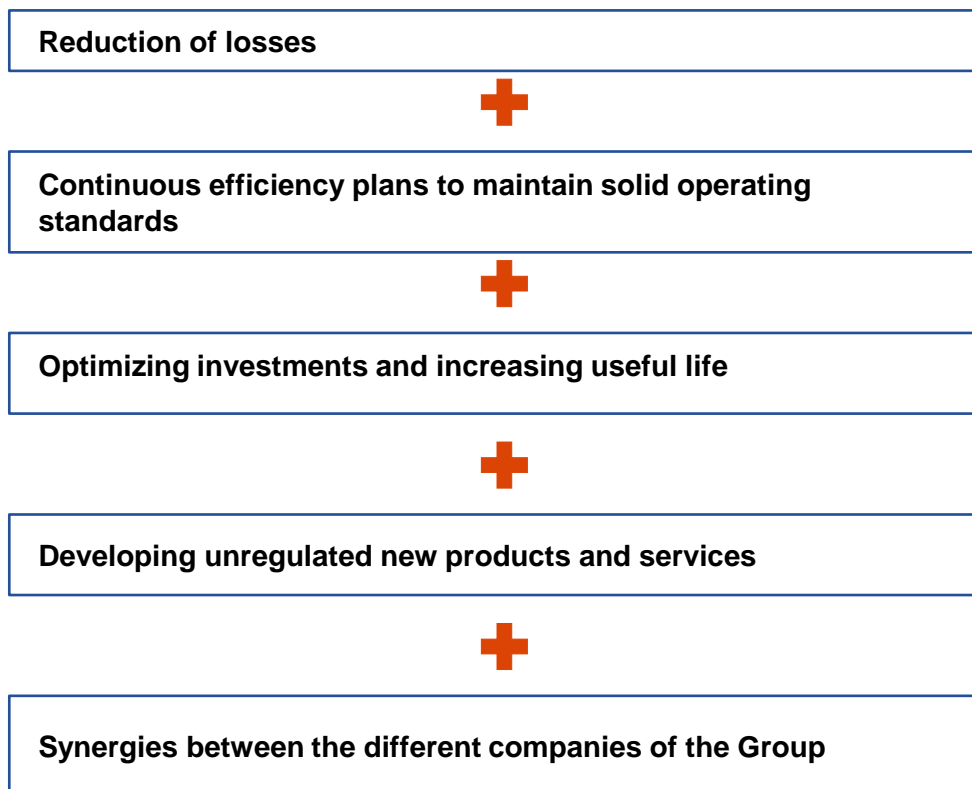 Reduction of losses
Continuous efficiency plans to maintain solid operating
standards
Optimizing investments and increasing useful life
Developing unregulated new products and services
Synergies between the different companies of the Group